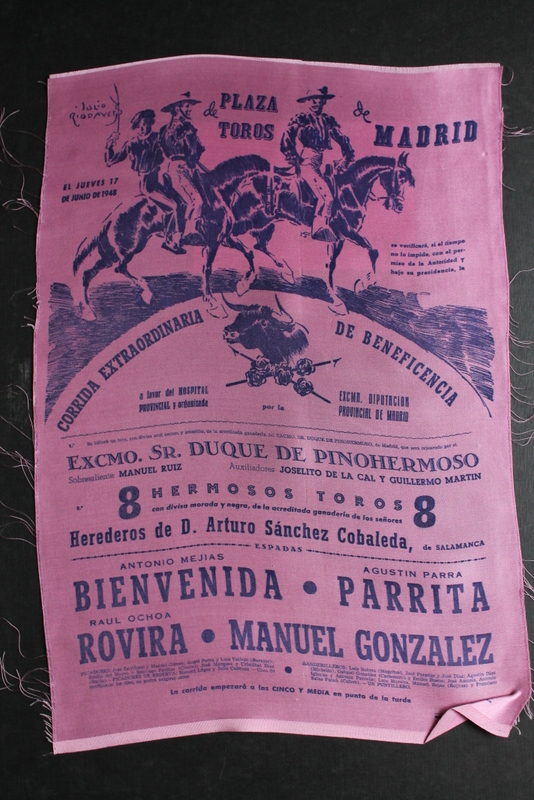 Julio
de PLAZA de
TOROS MADRID
EL JUEVES 17
DE JUNIO DE 1948
se verificará, si el tiempo
no lo impide, con el per-
miso de la Autoridad y
bajo su presidencia, la
CORRIDA EXTRAORDINARIA DE BENEFICENCIA
a favor del HOSPITAL
PROVINCIAL y organizada
por la
EXCMA. DIPUTACION
PROVINCIAL DE MADRID
EXCMO. SR. DUQUE DE PINOHERMOSO
Sobresaliente MANUEL RUIZ Auxiliadores JOSELITO DE LA CAL Y GUILLERMO MARTIN
8 HERMOSOS TOROS 8
con divisa morada y negra, de la acreditada ganadería de los señores
Herederos de D. Arturo Sánchez Cobaleda, de SALAMANCA
ESPADAS
ANTONIO MEJIAS AGUSTIN PARRA
BIENVENIDA • PARRITA
RAUL OCHOA
ROVIRA • MANUEL GONZALEZ
La corrida empezará a las CINCO Y MEDIA en punto de la tarde